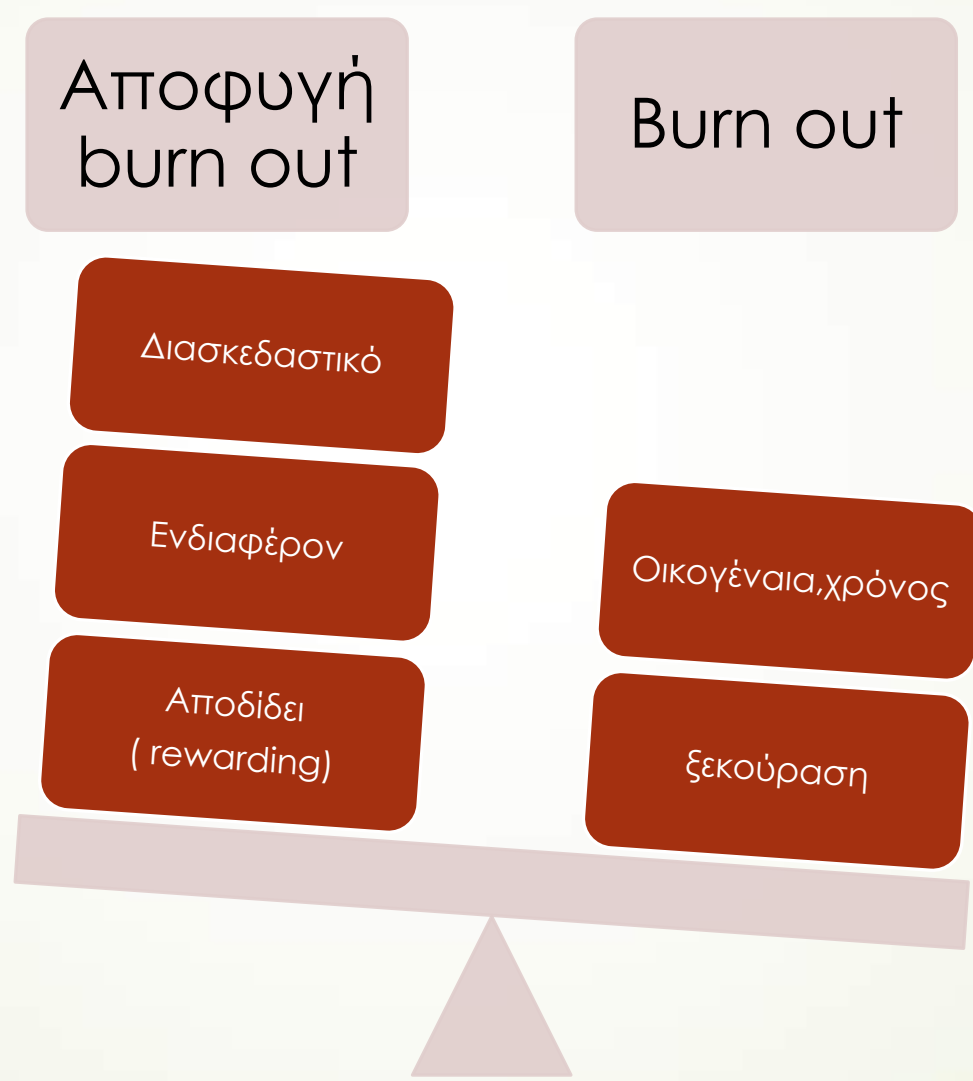 Αποφυγή
burn out
Burn out
Διασκεδαστικό
Ενδιαφέρον
Αποδίδει
( rewarding)
Οικογέναια,χρόνος
ξεκούραση